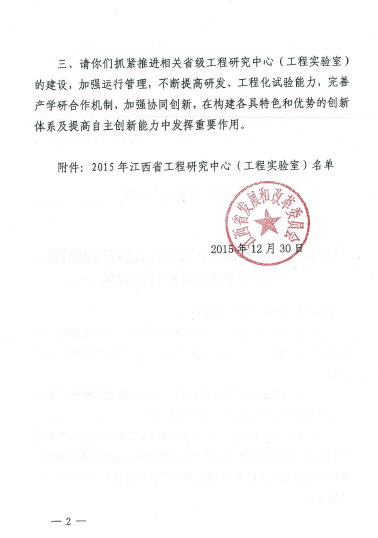 三、请你们抓紧推进相关省级工程研究中心（工程实验室）
的建设，加强运行管理，不断提高研发、工程化试验能力，完善
产学研合作机制，加强协同创新，在构建各具特色和优势的创新
体系及提高自主创新能力中发挥重要作用。
附件：2015年江西省工程研究中心（工程实验室）名单
江西省发展和改革委员会
2015年12月30日
— 2 —